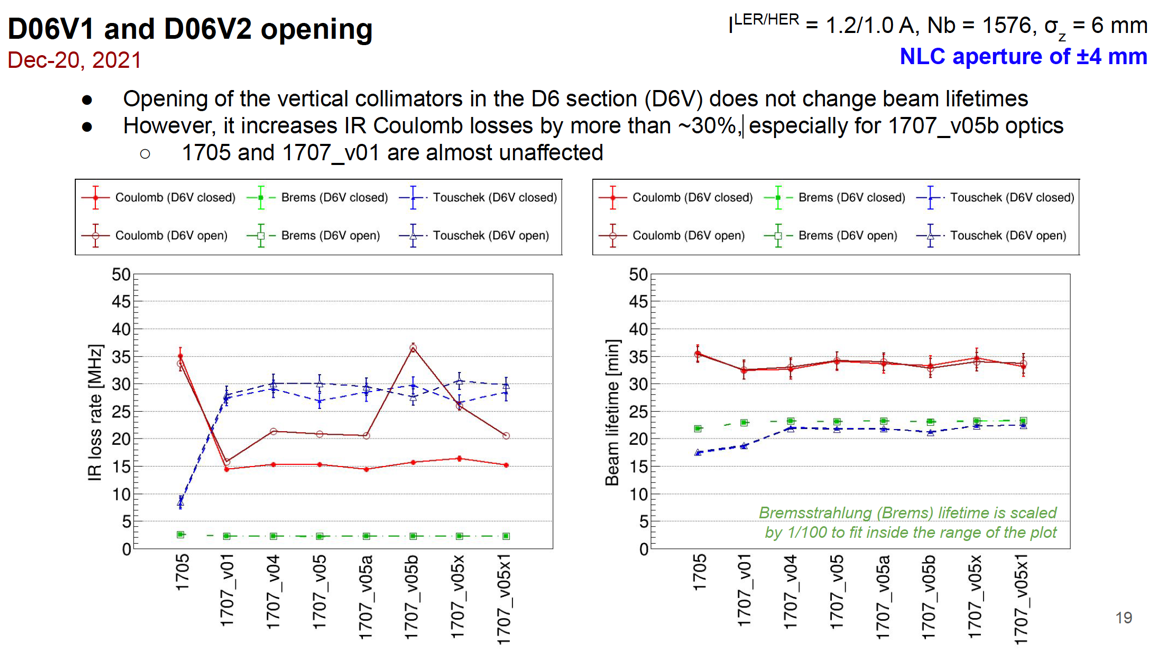 D06V1 and D06V2 opening
Dec-20, 2021
I^LER/HER = 1.2/1.0 A, Nb = 1576, σ_z = 6 mm
NLC aperture of ±4 mm
● Opening of the vertical collimators in the D6 section (D6V) does not change beam lifetimes
● However, it increases IR Coulomb losses by more than ~30%, especially for 1707_v05b optics
○ 1705 and 1707_v01 are almost unaffected
Coulomb (D6V closed) Brems (D6V closed) Touschek (D6V closed)
Coulomb (D6V open) Brems (D6V open) Touschek (D6V open)
IR loss rate [MHz]
50
45
40
35
30
25
20
15
10
5
0
1705
1707_v01
1707_v04
1707_v05
1707_v05a
1707_v05b
1707_v05x
1707_v05x1
Coulomb (D6V closed) Brems (D6V closed) Touschek (D6V closed)
Coulomb (D6V open) Brems (D6V open) Touschek (D6V open)
Beam lifetime [min]
50
45
40
35
30
25
20
15
10
5
0
Bremsstrahlung (Brems) lifetime is scaled
by 1/100 to fit inside the range of the plot
1705
1707_v01
1707_v04
1707_v05
1707_v05a
1707_v05b
1707_v05x
1707_v05x1
19